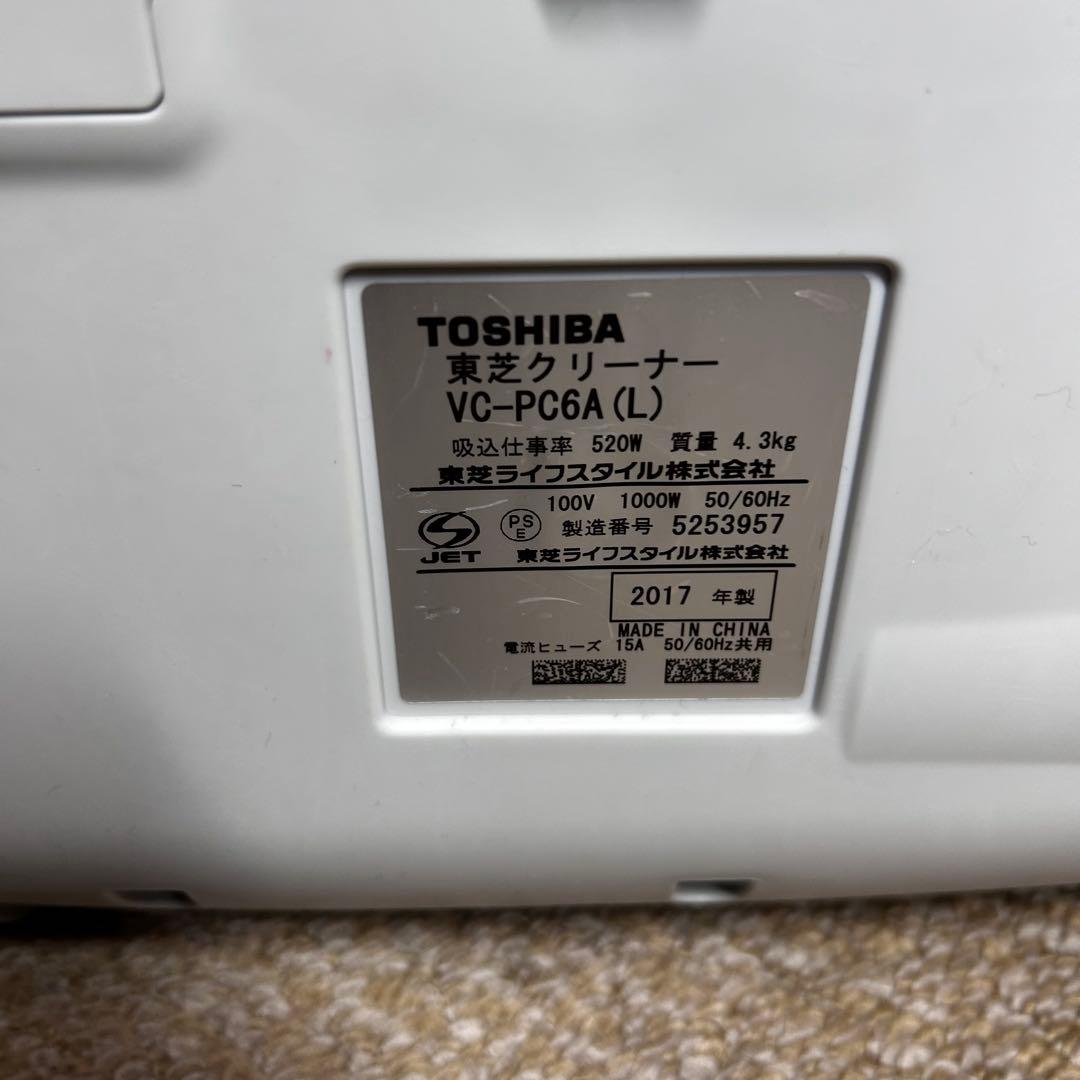 TOSHIBA
東芝クリーナー
VC-PC6A(L)
吸込仕事率 520W 質量 4.3kg
東芝ライフスタイル株式会社
100V 1000W 50/60Hz
PS E 製造番号 5253957
JET 東芝ライフスタイル株式会社
2017 年製
MADE IN CHINA
電流ヒューズ 15A 50/60Hz共用